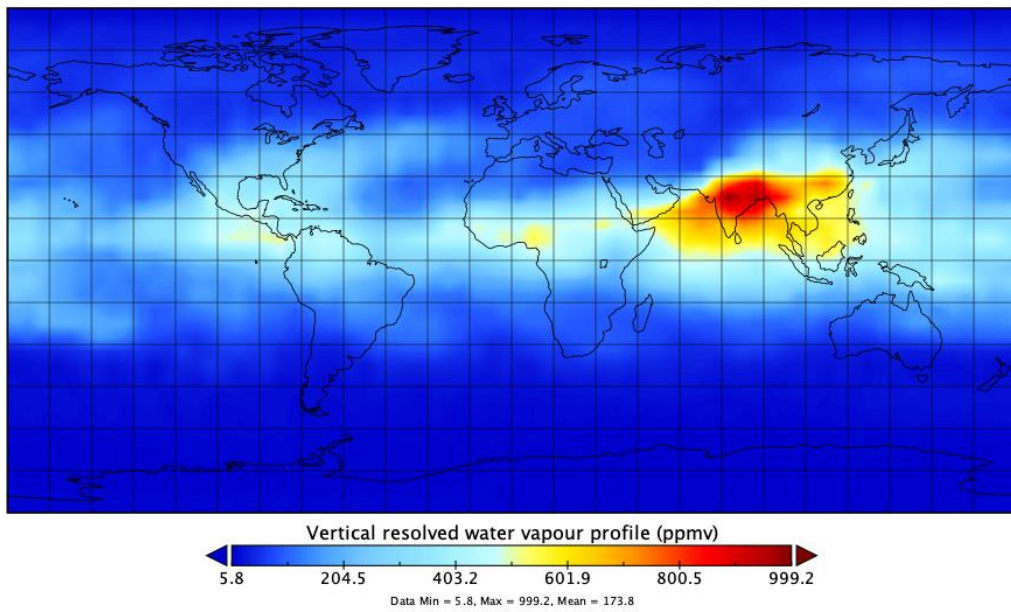 Vertical resolved water vapour profile (ppmv)
5.8 204.5 403.2 601.9 800.5 999.2
Data Min = 5.8, Max = 999.2, Mean = 173.8